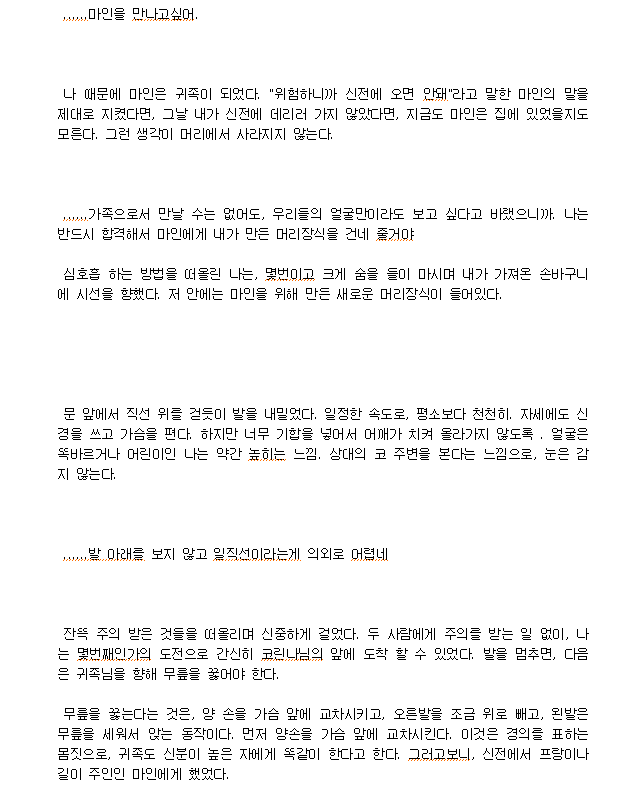 ,,,,,,마인을 만나고싶어.
나 때문에 마인은 귀족이 되었다. "위험하니까 신전에 오면 안돼"라고 말한 마인의 말을
제대로 지켰다면, 그날 내가 신전에 데리러 가지 않았다면, 지금도 마인은 집에 있었을지도
모른다. 그런 생각이 머리에서 사라지지 않는다.
,,,,,,가족으로서 만날 수는 없어도, 우리들의 얼굴만이라도 보고 싶다고 바랬으니까. 나는
반드시 합격해서 마인에게 내가 만든 머리장식을 건네 줄거야
심호흡 하는 방법을 떠올린 나는, 몇번이고 크게 숨을 들이 마시며 내가 가져온 손바구니
에 시선을 향했다. 저 안에는 마인을 위해 만든 새로운 머리장식이 들어있다.
문 앞에서 직선 위를 걷듯이 발을 내밀었다. 일정한 속도로, 평소보다 천천히. 자세에도 신
경을 쓰고 가슴을 편다. 하지만 너무 기합을 넣어서 어깨가 치켜 올라가지 않도록 . 얼굴은
똑바르거나 어린이인 나는 약간 높히는 느낌. 상대의 코 주변을 본다는 느낌으로, 눈은 감
지 않는다.
,,,,,,발 아래를 보지 않고 일직선이라는게 의외로 어렵네
잔뜩 주의 받은 것들을 떠올리며 신중하게 걸었다. 두 사람에게 주의를 받는 일 없이, 나
는 몇번째인가의 도전으로 간신히 코린나님의 앞에 도착 할 수 있었다. 발을 멈추면, 다음
은 귀족님을 향해 무릎을 꿇어야 한다.
무릎을 꿇는다는 것은, 양 손을 가슴 앞에 교차시키고, 오른발을 조금 위로 빼고, 왼발은
무릎을 세워서 앉는 동작이다. 먼저 양손을 가슴 앞에 교차시킨다. 이것은 경의를 표하는
몸짓으로, 귀족도 신분이 높은 자에게 똑같이 한다고 한다. 그러고보니, 신전에서 프랑이나
길이 주인인 마인에게 했었다.